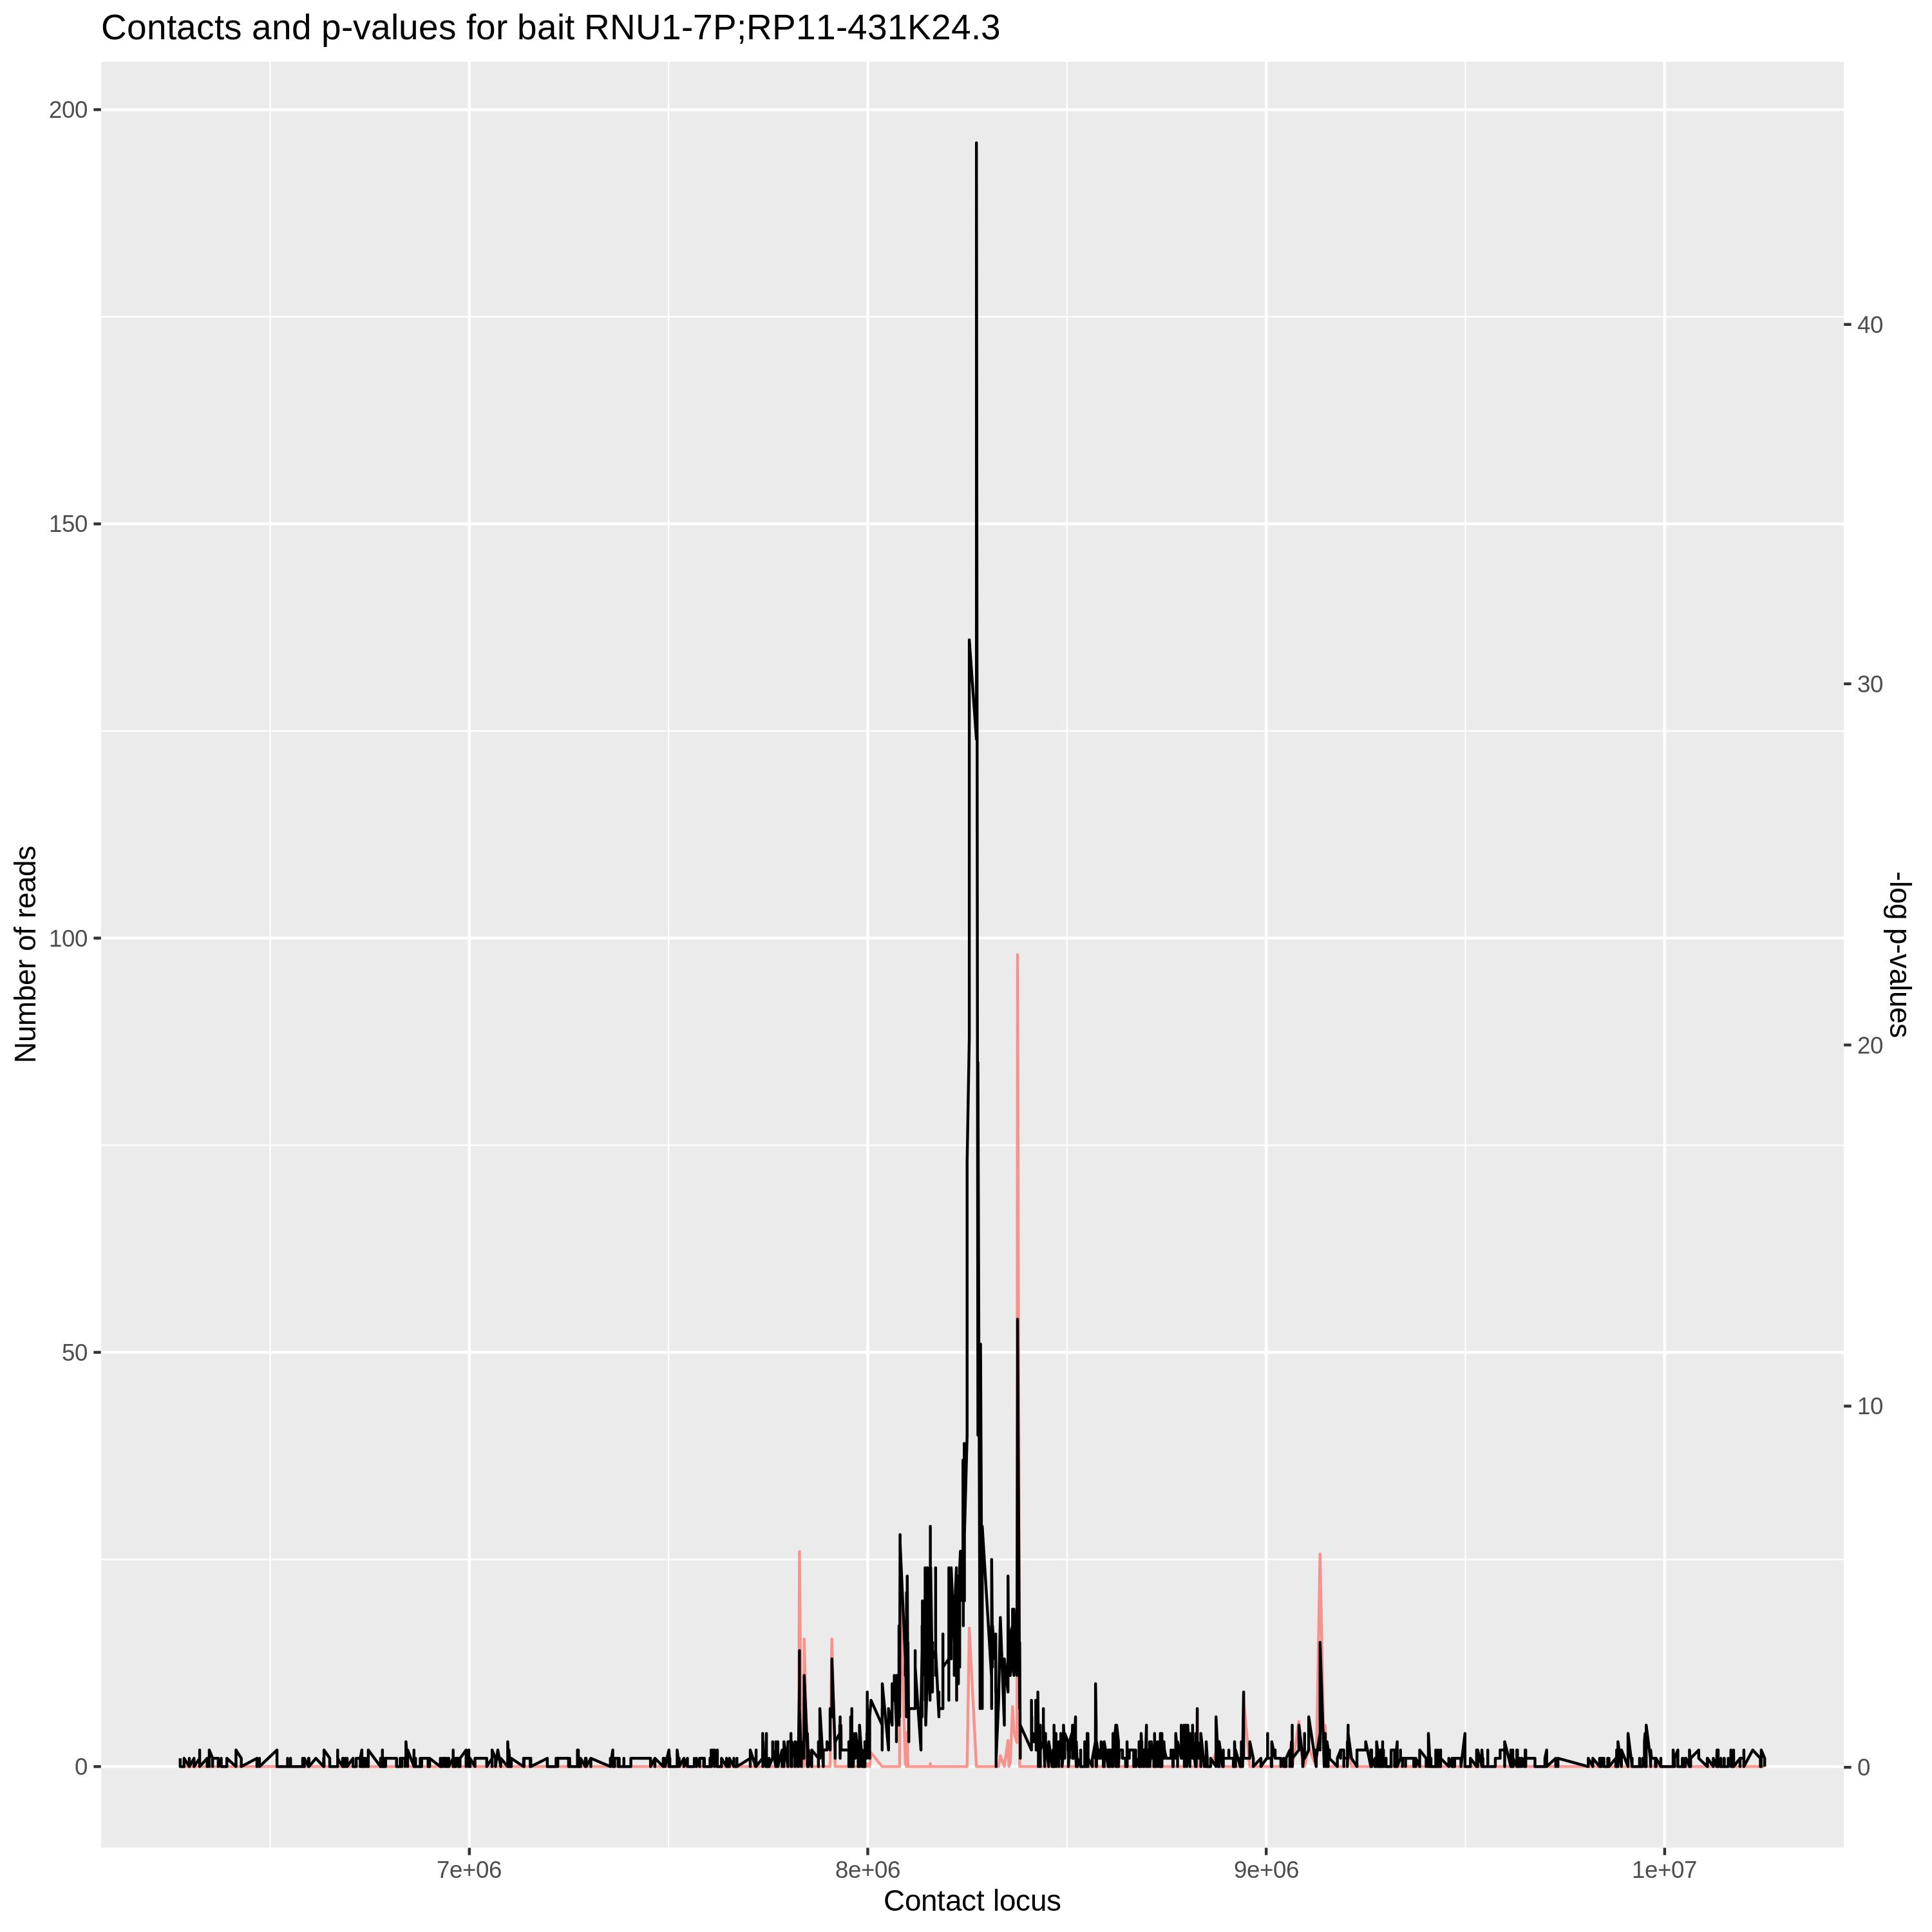 Contacts and p-values for bait RNU1-7P;RP11-431K24.3
200
150
100
50
0
Number of reads
40
30
20
10
0
-log p-values
7e+06
8e+06
9e+06
1e+07
Contact locus